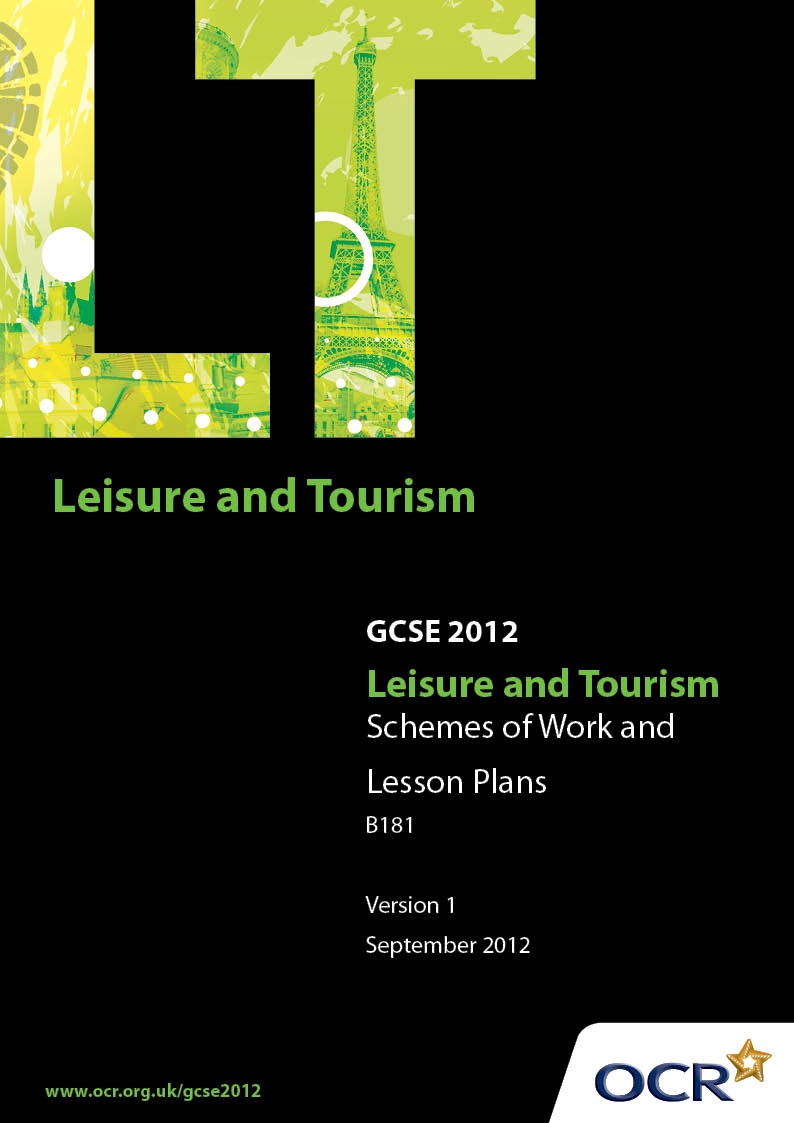 LT
Leisure and Tourism
GCSE 2012
Leisure and Tourism
Schemes of Work and
Lesson Plans
B181
Version 1
September 2012
www.ocr.org.uk/gcse2012
OCR